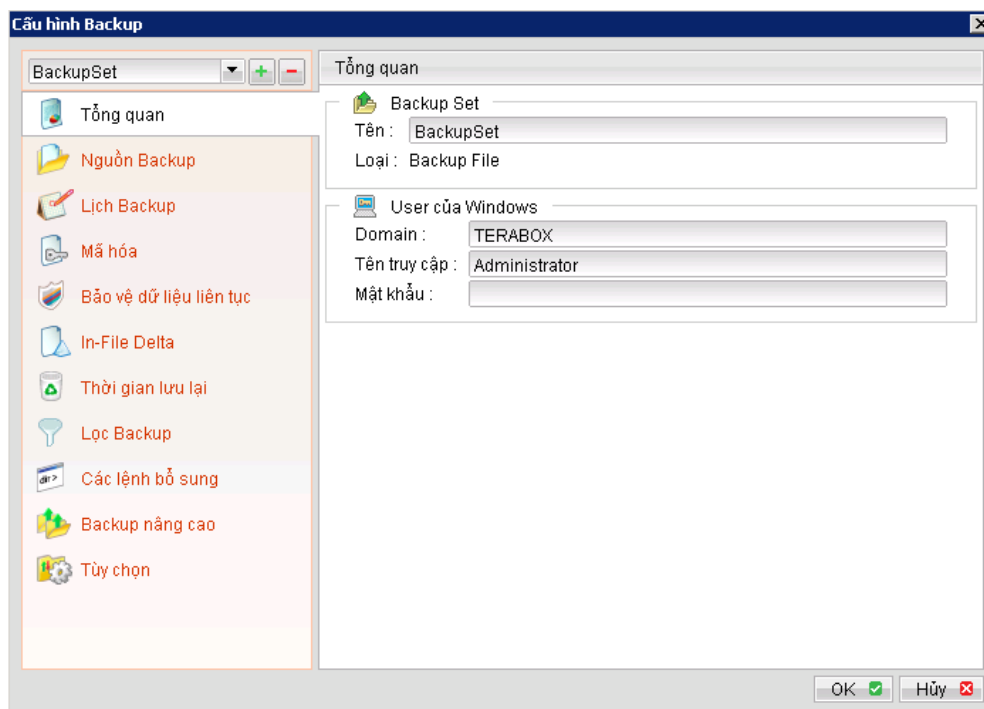 Cấu hình Backup
BackupSet
Tổng quan
Nguồn Backup
Lịch Backup
Mã hóa
Bảo vệ dữ liệu liên tục
In-File Delta
Thời gian lưu lại
Lọc Backup
dir>
Các lệnh bổ sung
Backup nâng cao
Tùy chọn
Tổng quan
Backup Set
Tên : BackupSet
Loại : Backup File
User của Windows
Domain : TERABOX
Tên truy cập : Administrator
Mật khẩu :
OK
Hủy